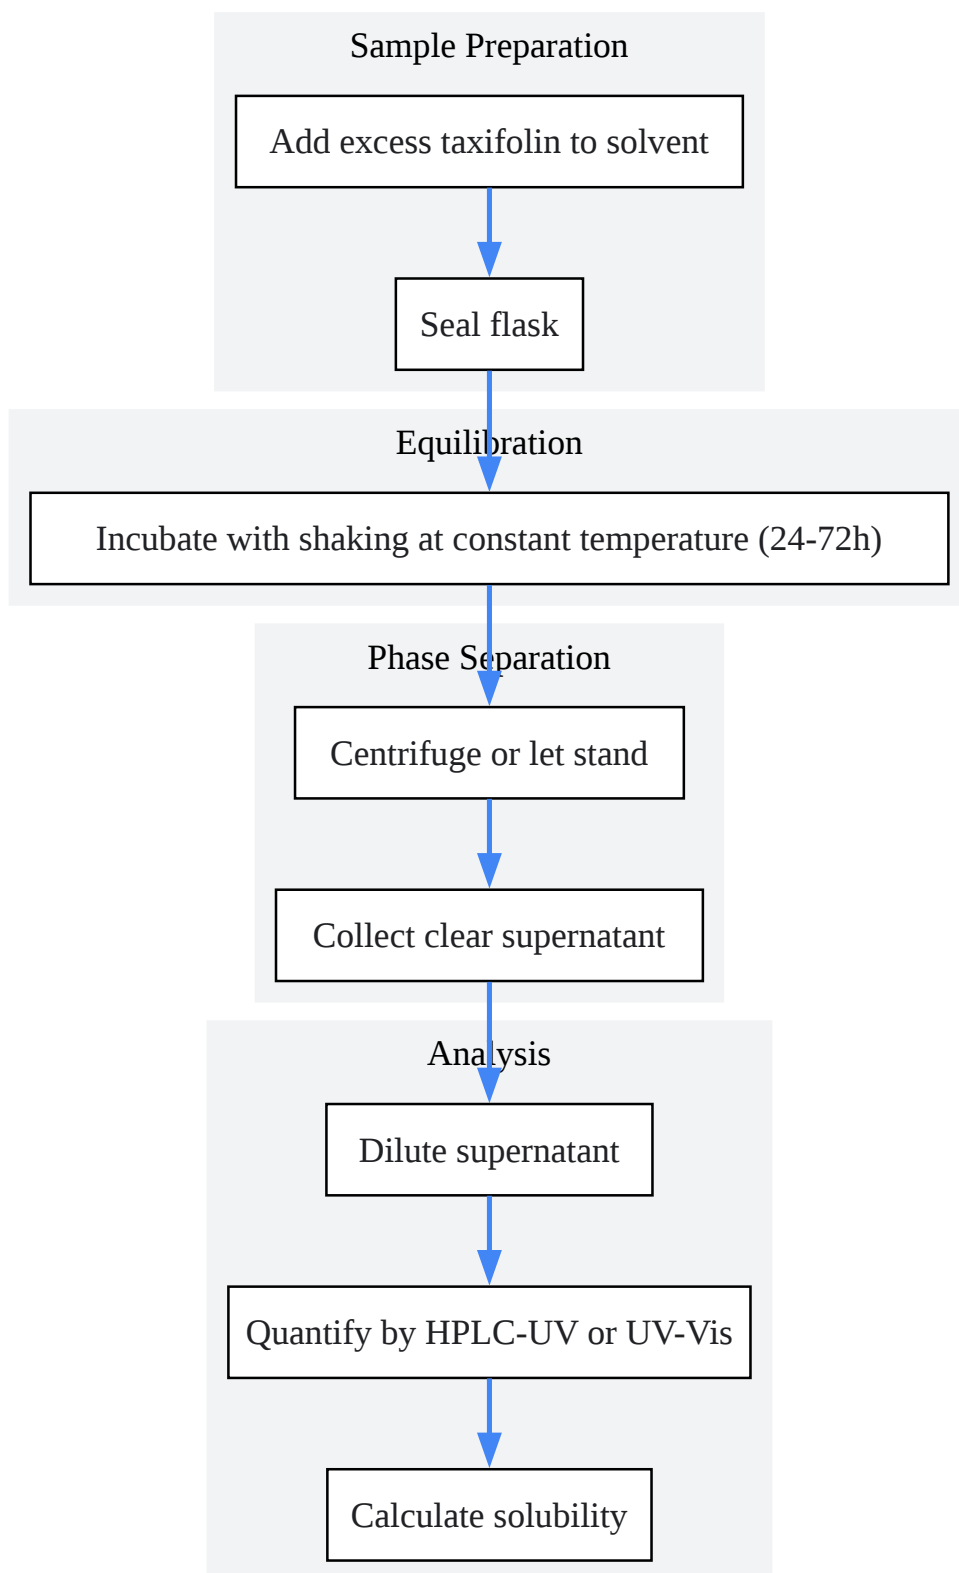 Sample Preparation
Add excess taxifolin to solvent
Seal flask
Equilibration
Incubate with shaking at constant temperature (24-72h)
Phase Separation
Centrifuge or let stand
Collect clear supernatant
Analysis
Dilute supernatant
Quantify by HPLC-UV or UV-Vis
Calculate solubility